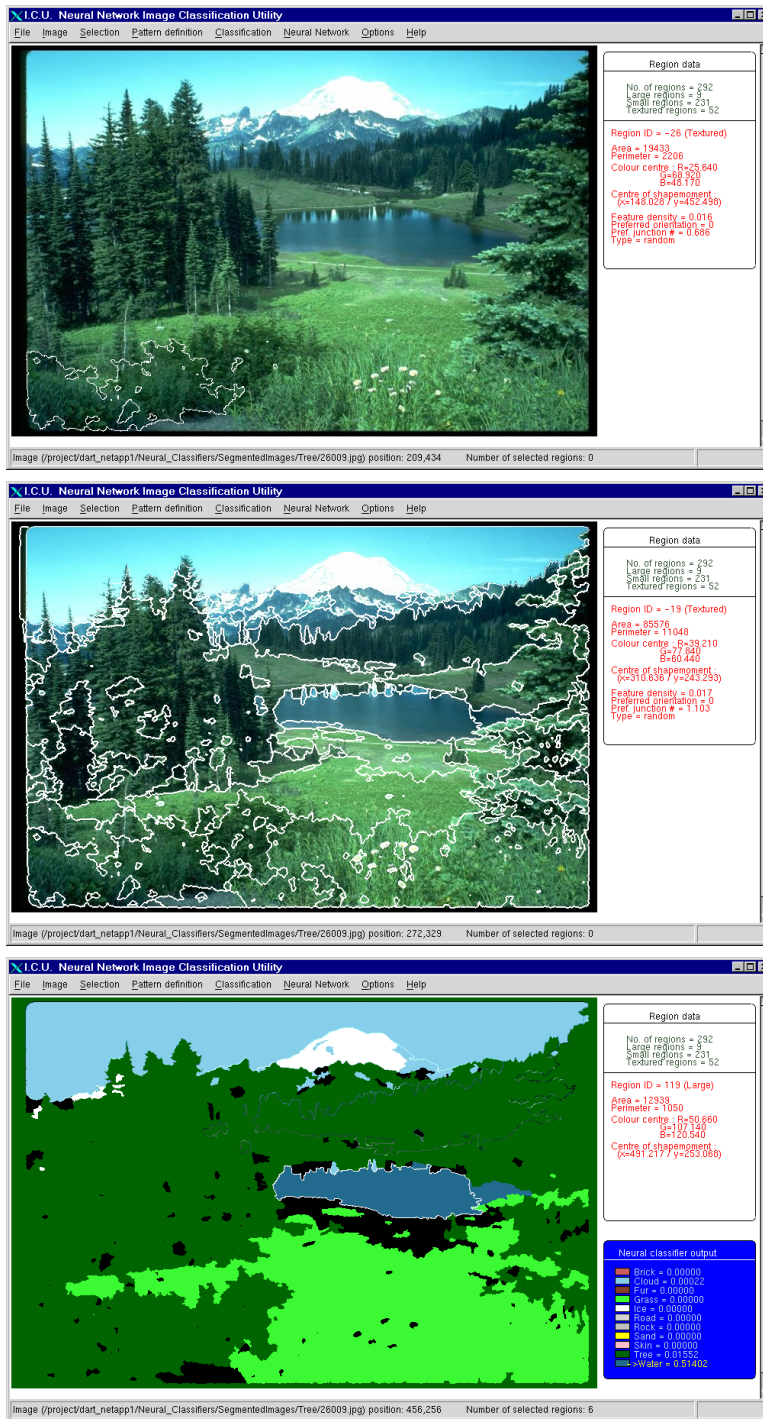 I.C.U. Neural Network Image Classification Utility
File Image Selection Pattern definition Classification Neural Network Options Help
Region data
No. of regions = 292
Large regions = 9
Small regions = 231
Textured regions = 52
Region ID = -26 (Textured)
Area = 19433
Perimeter = 2206
Colour centre : R=25.640
G=68.920
B=48.170
Centre of shapemoment :
(x=148.028 / y=452.498)
Feature density = 0.016
Preferred orientation = 0
Pref. junction # = 0.686
Type = random
Image (/project/dart_netapp1/Neural_Classifiers/SegmentedImages/Tree/26009.jpg) position: 209,434 Number of selected regions: 0
I.C.U. Neural Network Image Classification Utility
File Image Selection Pattern definition Classification Neural Network Options Help
Region data
No. of regions = 292
Large regions = 9
Small regions = 231
Textured regions = 52
Region ID = -19 (Textured)
Area = 85576
Perimeter = 11048
Colour centre : R=39.210
G=77.840
B=60.440
Centre of shapemoment :
(x=310.636 / y=243.293)
Feature density = 0.017
Preferred orientation = 0
Pref. junction # = 1.103
Type = random
Image (/project/dart_netapp1/Neural_Classifiers/SegmentedImages/Tree/26009.jpg) position: 272,329 Number of selected regions: 0
I.C.U. Neural Network Image Classification Utility
File Image Selection Pattern definition Classification Neural Network Options Help
Region data
No. of regions = 292
Large regions = 9
Small regions = 231
Textured regions = 52
Region ID = 119 (Large)
Area = 12939
Perimeter = 1050
Colour centre : R=50.660
G=107.140
B=120.540
Centre of shapemoment :
(x=491.217 / y=253.068)
Neural classifier output
Brick = 0.00000
Cloud = 0.00022
Fur = 0.00000
Grass = 0.00000
Ice = 0.00000
Road = 0.00000
Rock = 0.00000
Sand = 0.00000
Skin = 0.00000
Tree = 0.01552
->Water = 0.51402
Image (/project/dart_netapp1/Neural_Classifiers/SegmentedImages/Tree/26009.jpg) position: 456,256 Number of selected regions: 6